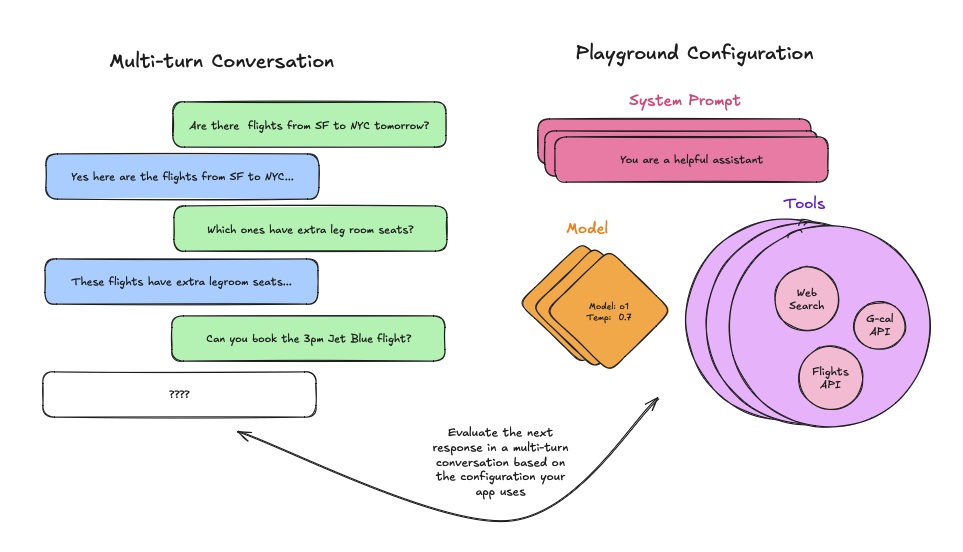 Multi-turn Conversation
Are there flights from SF to NYC tomorrow?
Yes here are the flights from SF to NYC...
Which ones have extra leg room seats?
These flights have extra legroom seats...
Can you book the 3pm Jet Blue flight?
????
Playground Configuration
System Prompt
You are a helpful assistant
Model
Model: o1
Temp: 0.7
Tools
Web
Search
G-cal
API
Flights
API
Evaluate the next
response in a multi-turn
conversation based on
the configuration your
app uses